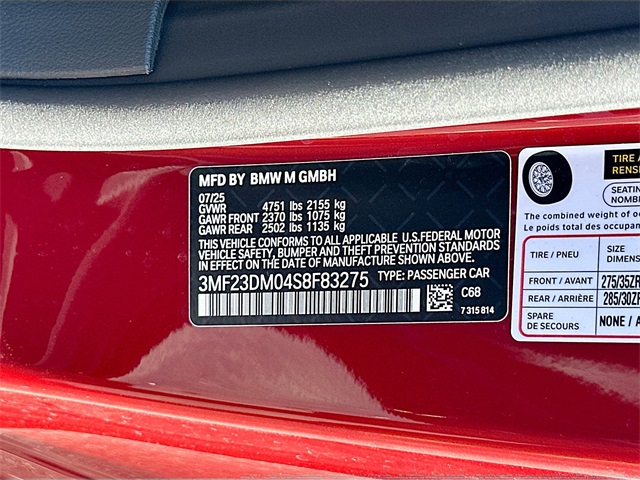 MFD BY BMW M GMBH
07/25
GVWR 4751 lbs 2155 kg
GAWR FRONT 2370 lbs 1075 kg
GAWR REAR 2502 lbs 1135 kg
THIS VEHICLE CONFORMS TO ALL APPLICABLE U.S.FEDERAL MOTOR
VEHICLE SAFETY, BUMPER, AND THEFT PREVENTION STANDARDS
IN EFFECT ON THE DATE OF MANUFACTURE SHOWN ABOVE.
3MF23DM04S8F83275 TYPE: PASSENGER CAR
C68
7315814
TIRE A
RENSE
SEATING
NOMBR
The combined weight of oc
Le poids total des occupan
TIRE / PNEU SIZE
DIMENS
FRONT / AVANT 275/35ZR
REAR / ARRIÈRE 285/30ZR
SPARE
DE SECOURS NONE / A